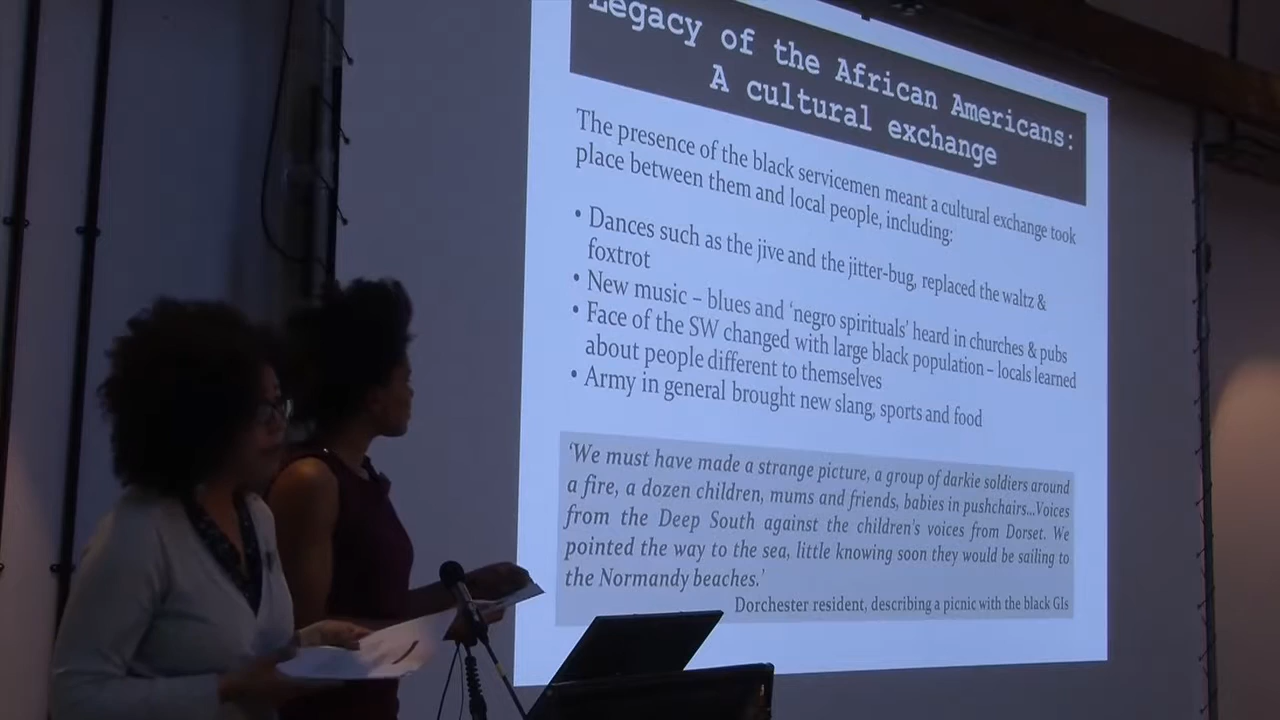 Legacy of the African Americans:
A cultural exchange
The presence of the black servicemen meant a cultural exchange took
place between them and local people, including:
• Dances such as the jive and the jitter-bug, replaced the waltz &
foxtrot
• New music – blues and ‘negro spirituals’ heard in churches & pubs
• Face of the SW changed with large black population – locals learned
about people different to themselves
• Army in general brought new slang, sports and food
‘We must have made a strange picture, a group of darkie soldiers around
a fire, a dozen children, mums and friends, babies in pushchairs...Voices
from the Deep South against the children's voices from Dorset. We
pointed the way to the sea, little knowing soon they would be sailing to
the Normandy beaches.’
Dorchester resident, describing a picnic with the black GIs